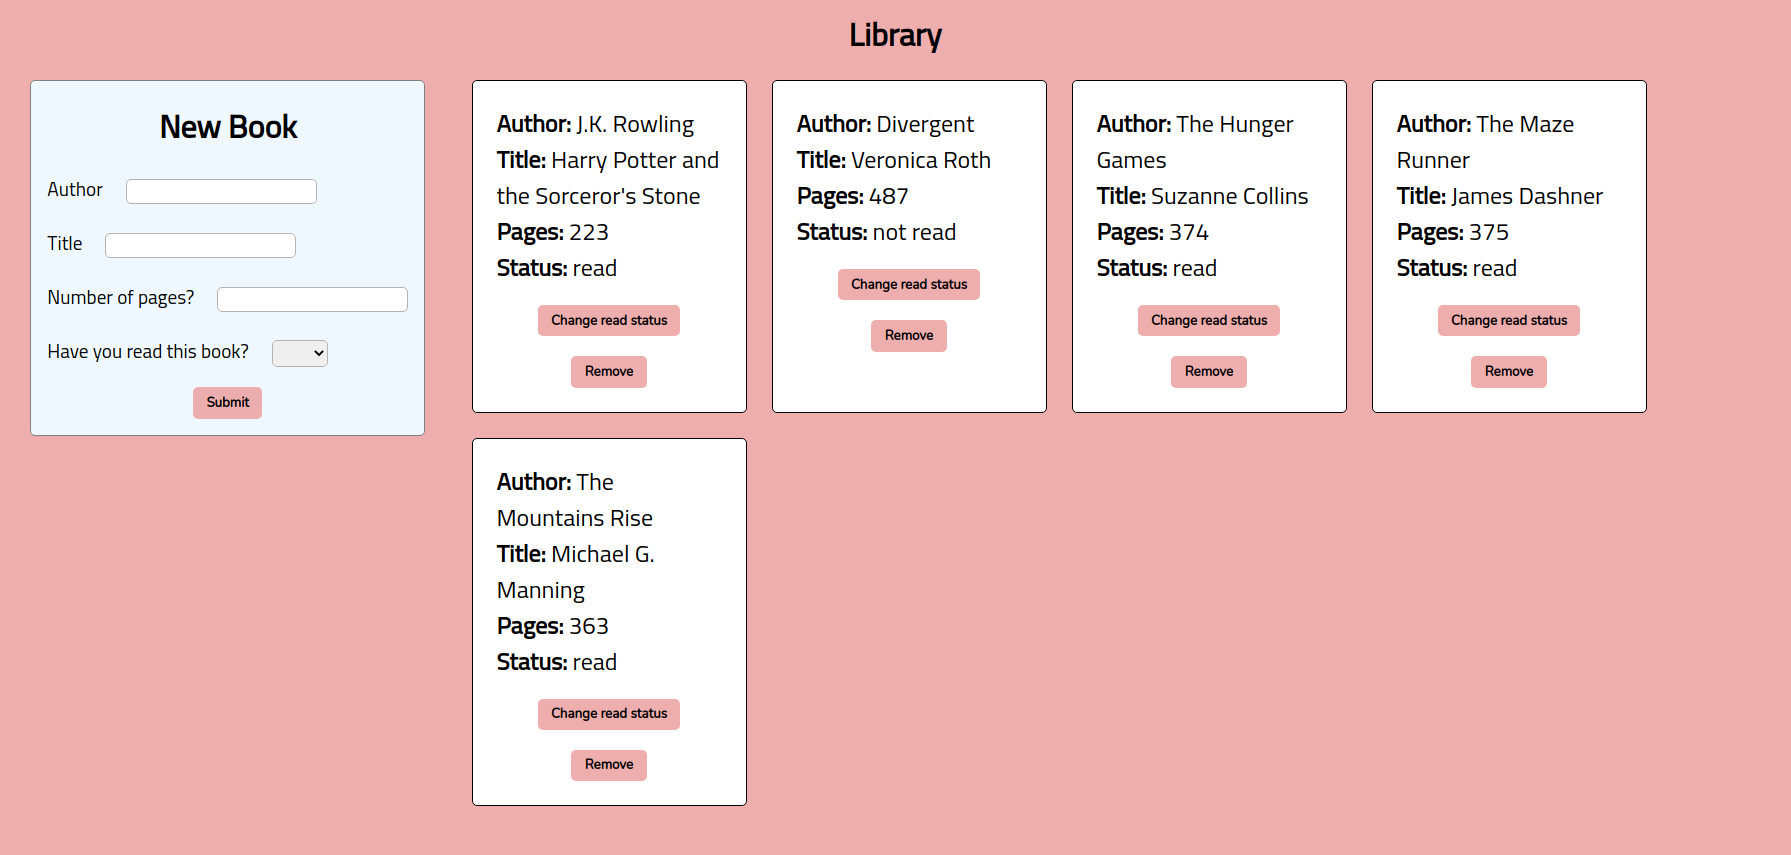 Library
New Book
Author
Title
Number of pages?
Have you read this book?
Submit
Author: J.K. Rowling
Title: Harry Potter and
the Sorceror's Stone
Pages: 223
Status: read
Change read status
Remove
Author: Divergent
Title: Veronica Roth
Pages: 487
Status: not read
Change read status
Remove
Author: The Hunger
Games
Title: Suzanne Collins
Pages: 374
Status: read
Change read status
Remove
Author: The Maze
Runner
Title: James Dashner
Pages: 375
Status: read
Change read status
Remove
Author: The
Mountains Rise
Title: Michael G.
Manning
Pages: 363
Status: read
Change read status
Remove